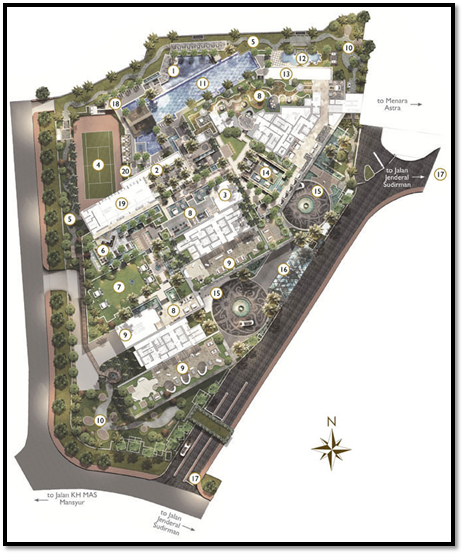 5
10
1
12
13
11
8
18
to Menara
Astra
4
20
2
14
to Jalan
Jenderal
Sudirman
17
15
3
19
8
5
6
9
16
7
15
8
9
9
10
N
17
to Jalan KH MAS
Mansyur
to Jalan
Jenderal
Sudirman